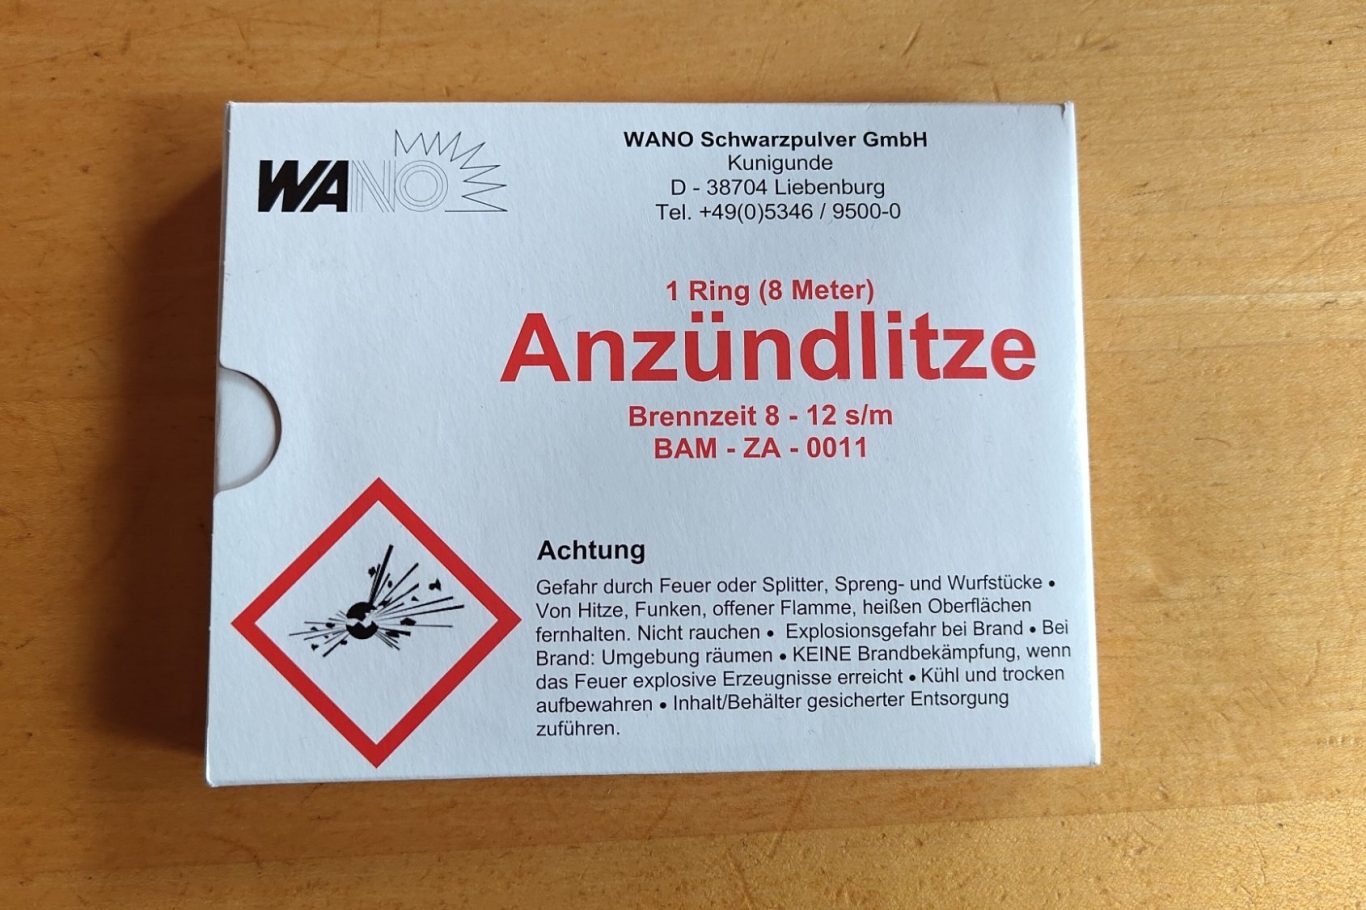 WANO
WANO Schwarzpulver GmbH
Kunigunde
D - 38704 Liebenburg
Tel. +49(0)5346 / 9500-0
1 Ring (8 Meter)
Anzündlitze
Brennzeit 8 - 12 s/m
BAM - ZA - 0011
Achtung
Gefahr durch Feuer oder Splitter, Spreng- und Wurfstücke •
Von Hitze, Funken, offener Flamme, heißen Oberflächen
fernhalten. Nicht rauchen • Explosionsgefahr bei Brand • Bei
Brand: Umgebung räumen • KEINE Brandbekämpfung, wenn
das Feuer explosive Erzeugnisse erreicht • Kühl und trocken
aufbewahren • Inhalt/Behälter gesicherter Entsorgung
zuführen.